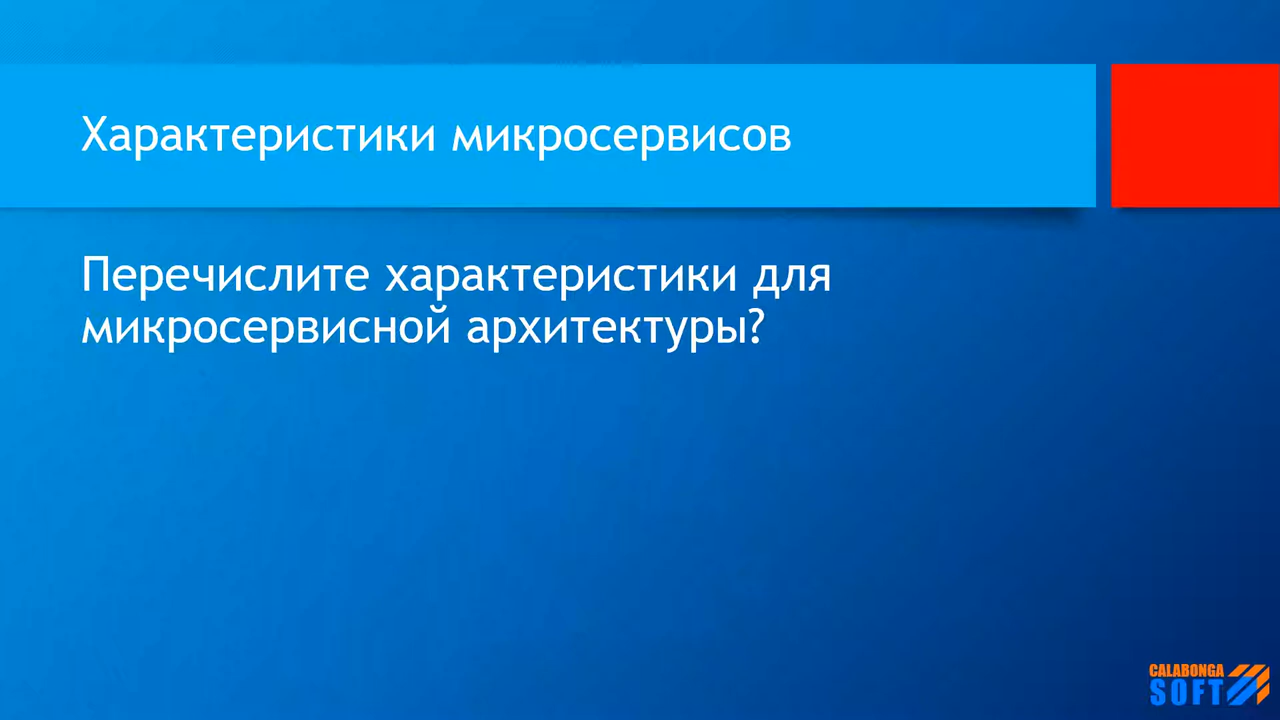 Характеристики микросервисов
Перечислите характеристики для
микросервисной архитектуры?
CALABONGA
SOFT